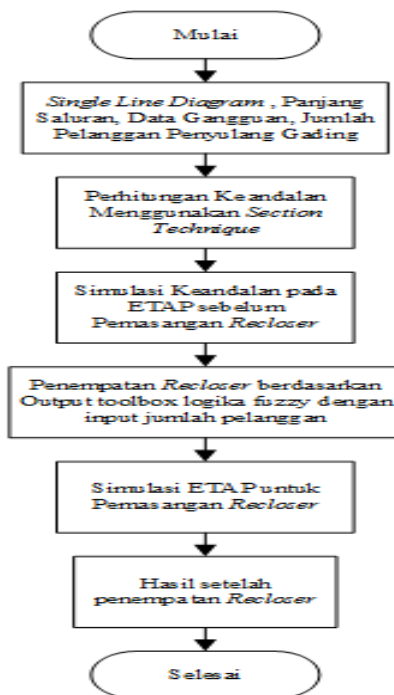 Mulai
Single Line Diagram , Panjang
Saluran, Data Gangguan, Jumlah
Pelanggan Penyulang Gading
Perhitungan Keandalan
Menggunakan Section
Technique
Simulasi Keandalan pada
ETAP sebelum
Pemasangan Recloser
Penempatan Recloser berdasarkan
Output toolbox logika fuzzy dengan
input jumlah pelanggan
Simulasi ETAP untuk
Pemasangan Recloser
Hasil setelah
penempatan Recloser
Selesai